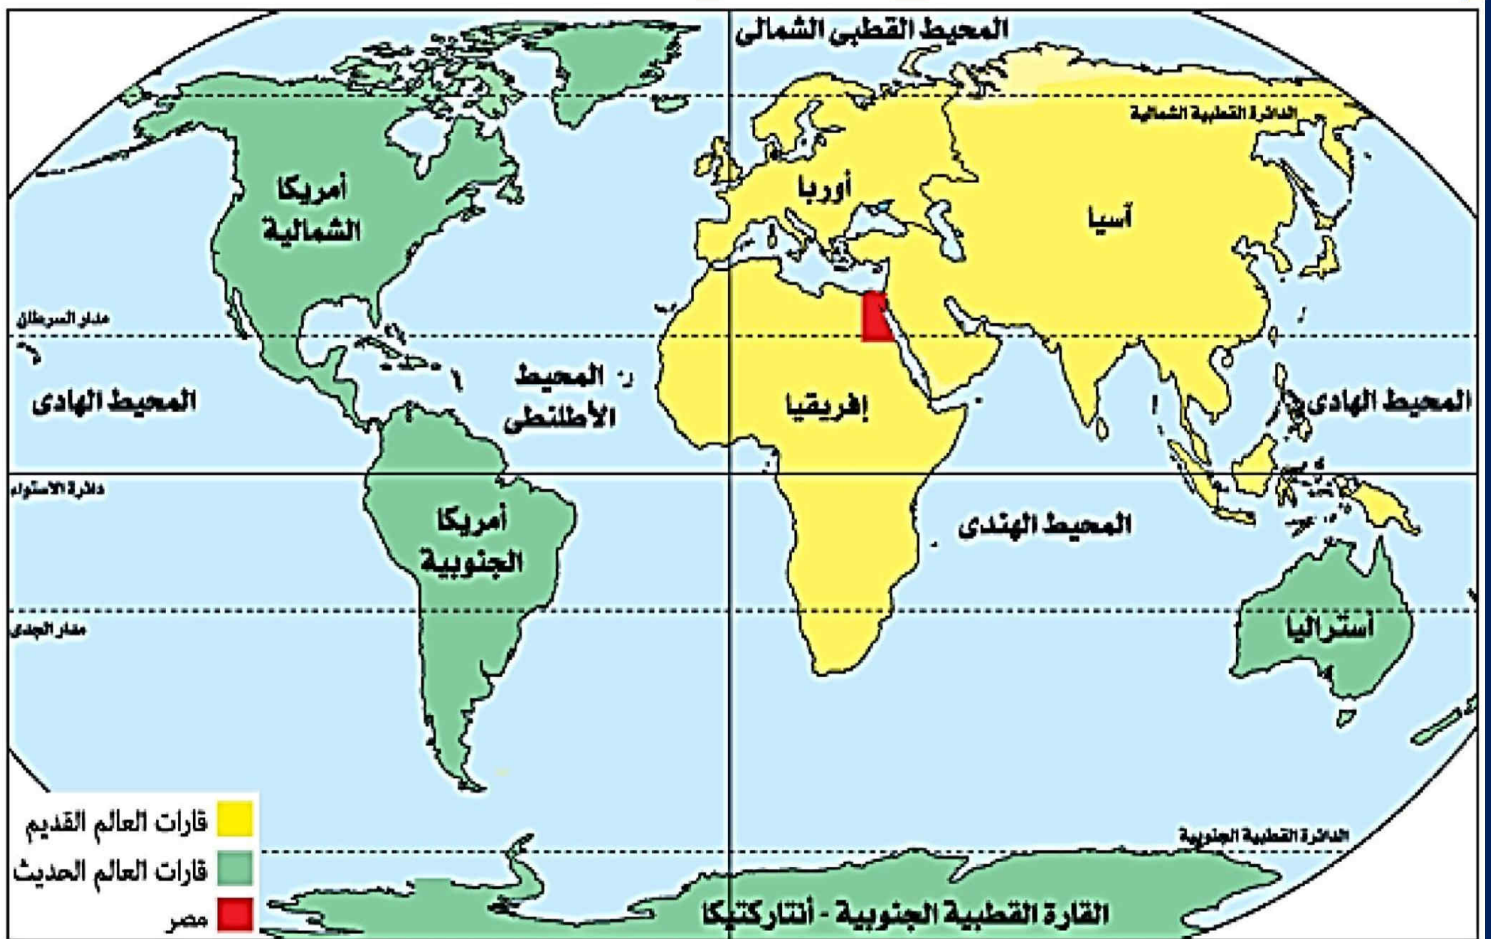 المحيط القطبى الشمالى
الدائرة القطبية الشمالية
أمريكا
الشمالية
أوربا
آسيا
مدار السرطان
المحيط الهادى
المحيط
الأطلنطى
إفريقيا
المحيط الهادى
دائرة الاستواء
أمريكا
الجنوبية
المحيط الهندى
مدار الجدى
أستراليا
قارات العالم القديم
قارات العالم الحديث
مصر
الدائرة القطبية الجنوبية
القارة القطبية الجنوبية - أنتاركتيكا